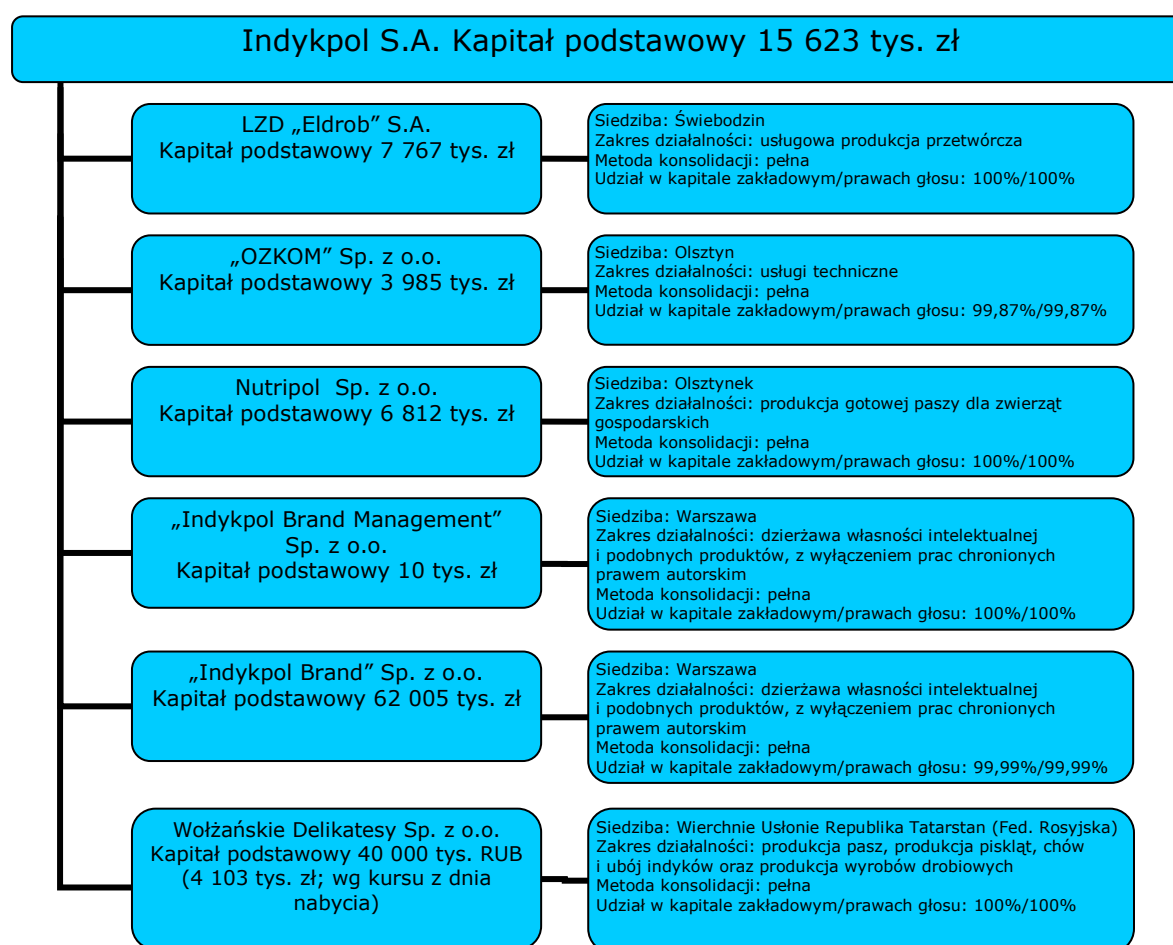 Indykpol S.A. Kapitał podstawowy 15 623 tys. zł
LZD „Eldrob” S.A.
Kapitał podstawowy 7 767 tys. zł
Siedziba: Świebodzin
Zakres działalności: usługowa produkcja przetwórcza
Metoda konsolidacji: pełna
Udział w kapitale zakładowym/prawach głosu: 100%/100%
„OZKOM” Sp. z o.o.
Kapitał podstawowy 3 985 tys. zł
Siedziba: Olsztyn
Zakres działalności: usługi techniczne
Metoda konsolidacji: pełna
Udział w kapitale zakładowym/prawach głosu: 99,87%/99,87%
Nutripol Sp. z o.o.
Kapitał podstawowy 6 812 tys. zł
Siedziba: Olsztynek
Zakres działalności: produkcja gotowej paszy dla zwierząt
gospodarskich
Metoda konsolidacji: pełna
Udział w kapitale zakładowym/prawach głosu: 100%/100%
„Indykpol Brand Management”
Sp. z o.o.
Kapitał podstawowy 10 tys. zł
Siedziba: Warszawa
Zakres działalności: dzierżawa własności intelektualnej
i podobnych produktów, z wyłączeniem prac chronionych
prawem autorskim
Metoda konsolidacji: pełna
Udział w kapitale zakładowym/prawach głosu: 100%/100%
„Indykpol Brand” Sp. z o.o.
Kapitał podstawowy 62 005 tys. zł
Siedziba: Warszawa
Zakres działalności: dzierżawa własności intelektualnej
i podobnych produktów, z wyłączeniem prac chronionych
prawem autorskim
Metoda konsolidacji: pełna
Udział w kapitale zakładowym/prawach głosu: 99,99%/99,99%
Wołżańskie Delikatesy Sp. z o.o.
Kapitał podstawowy 40 000 tys. RUB
(4 103 tys. zł; wg kursu z dnia
nabycia)
Siedziba: Wierchnie Usłonie Republika Tatarstan (Fed. Rosyjska)
Zakres działalności: produkcja pasz, produkcja piskląt, chów
i ubój indyków oraz produkcja wyrobów drobiowych
Metoda konsolidacji: pełna
Udział w kapitale zakładowym/prawach głosu: 100%/100%